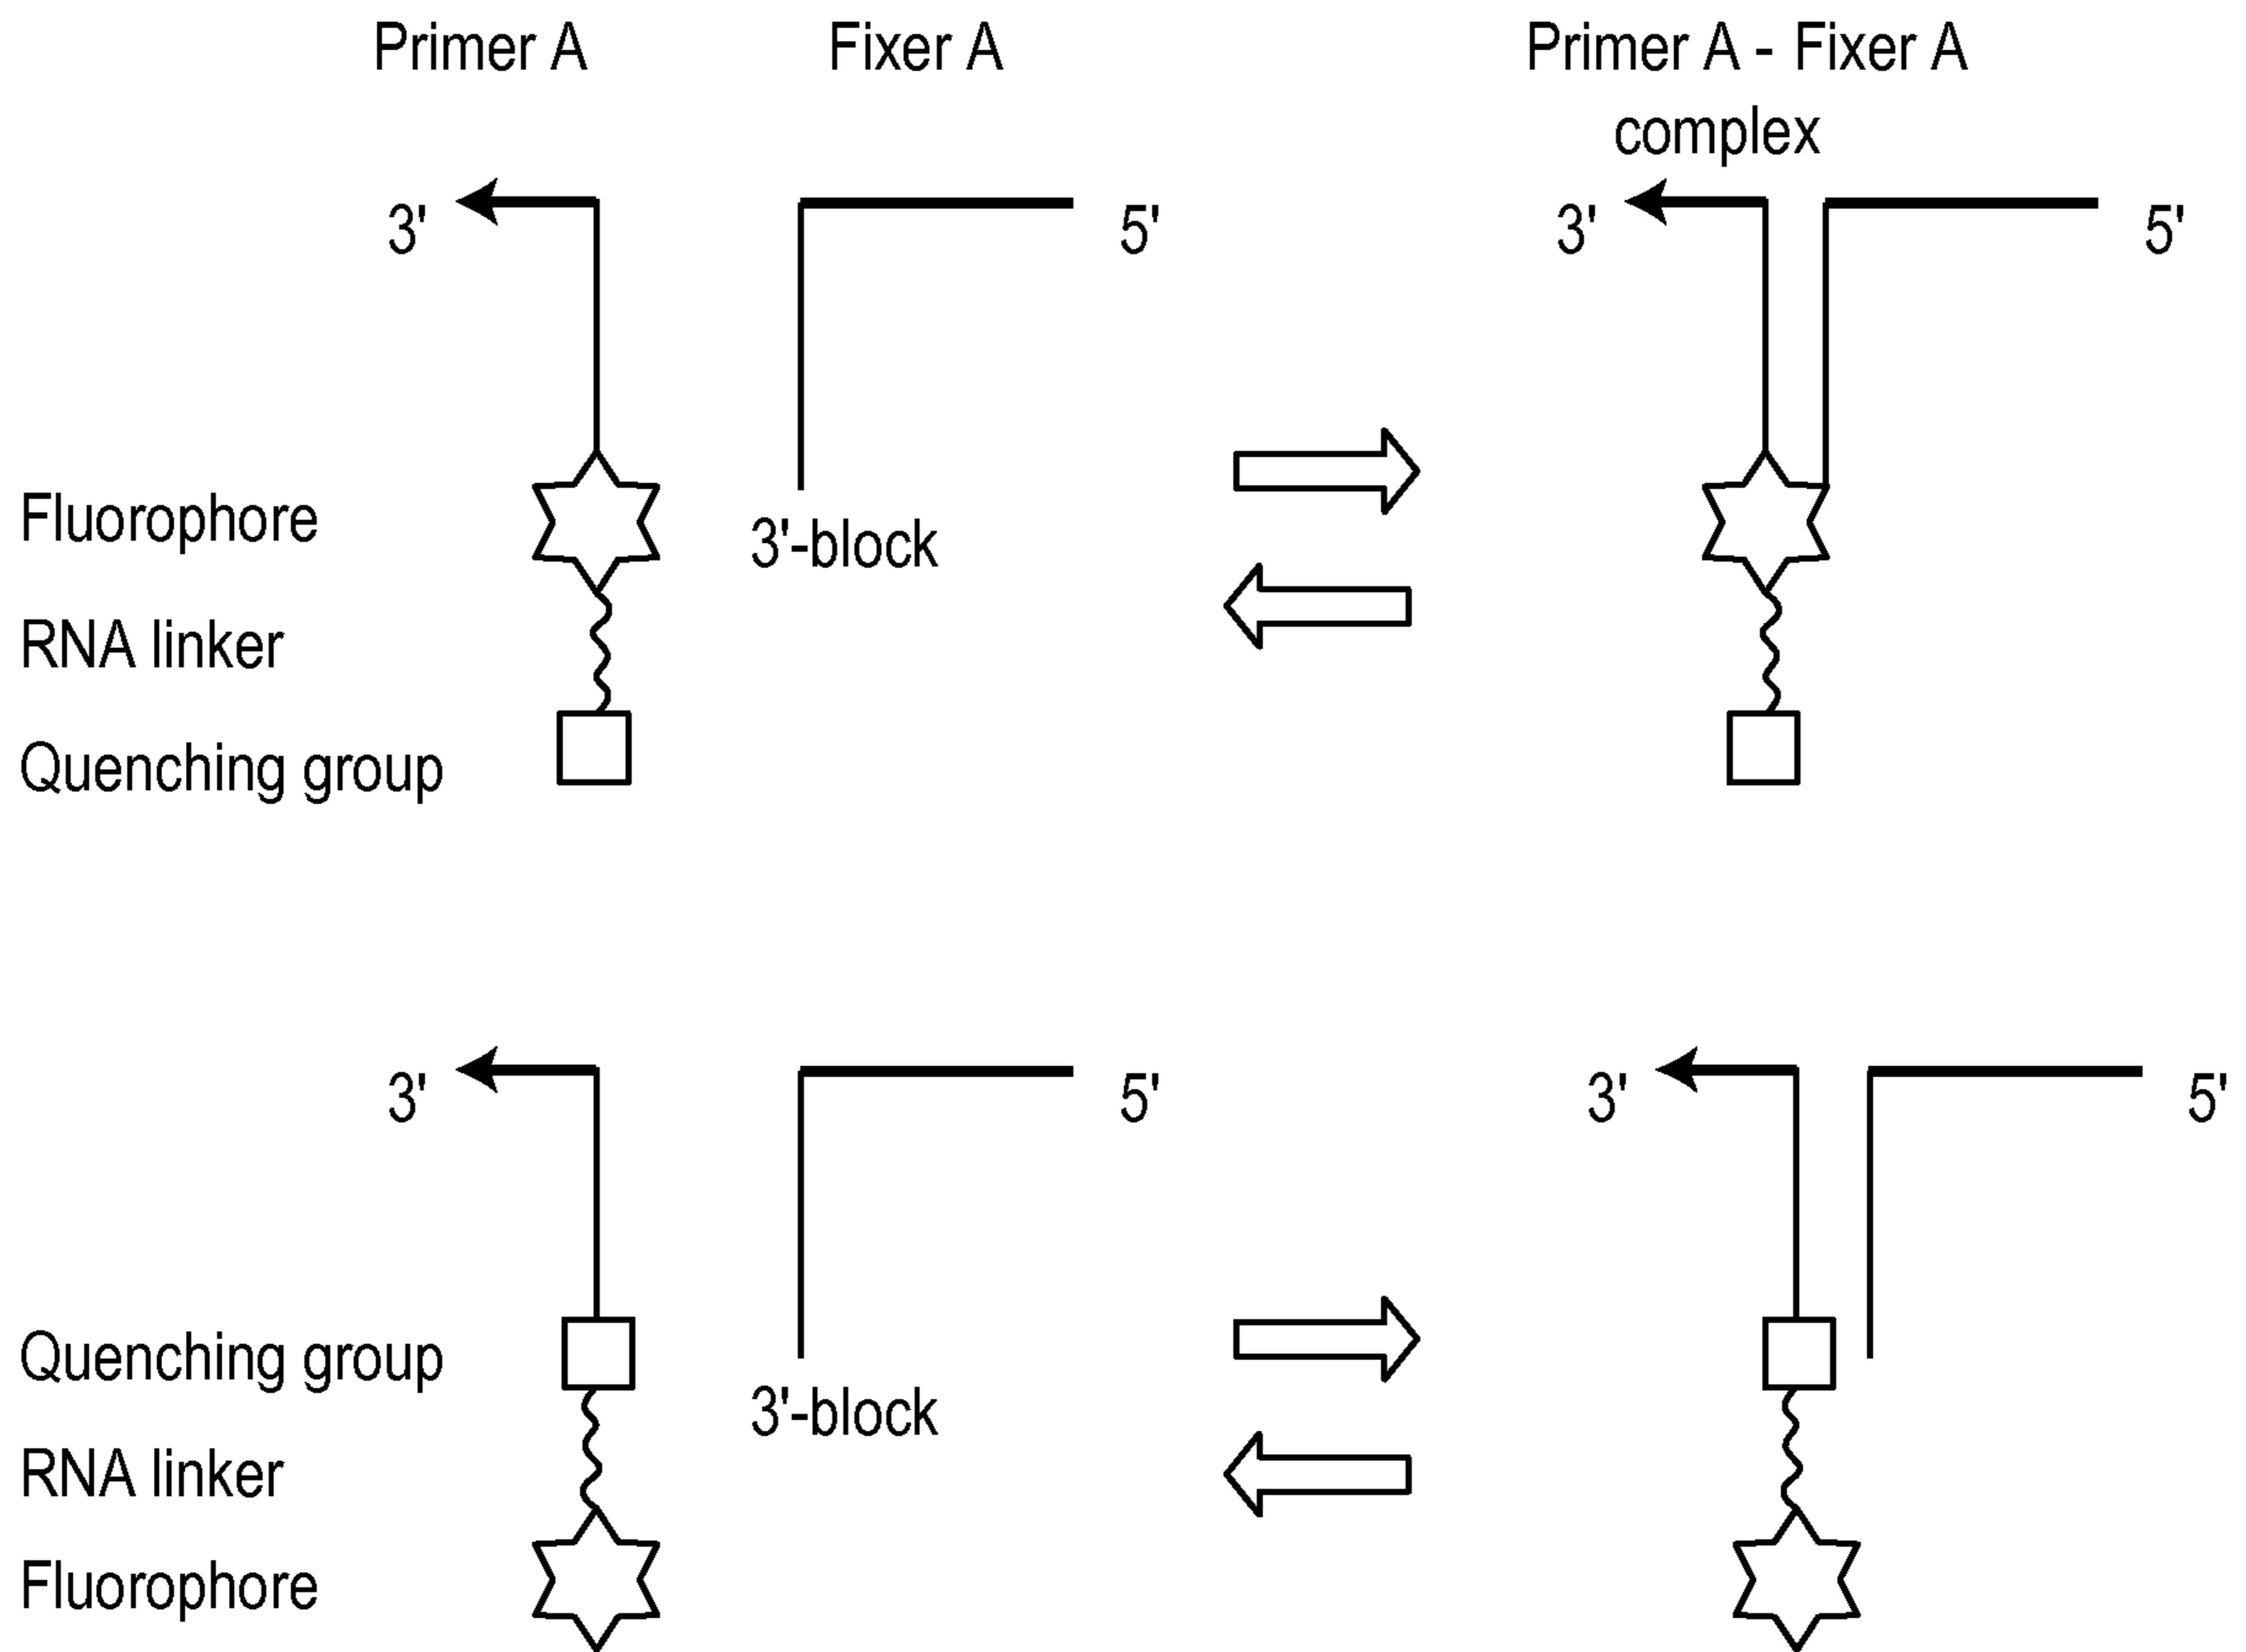 Primer A
Fixer A
Primer A - Fixer A
complex
3'
5'
3'
5'
Fluorophore
3'-block
RNA linker
Quenching group
3'
5'
3'
5'
Quenching group
3'-block
RNA linker
Fluorophore